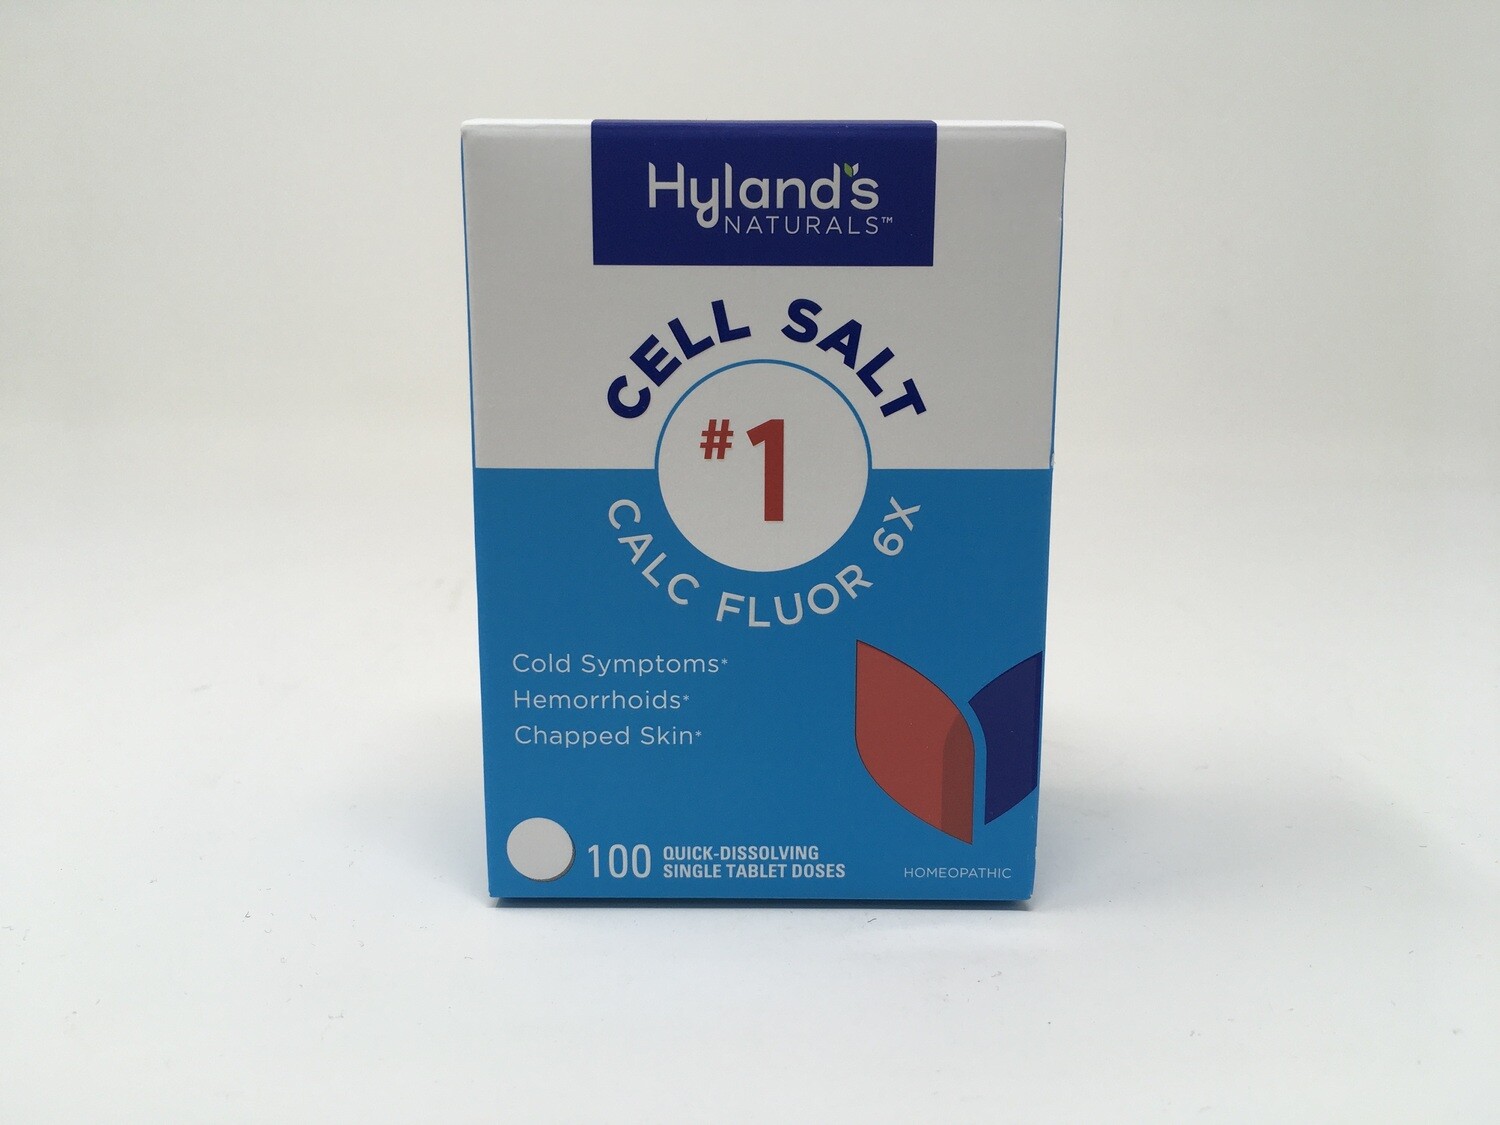 Hyland's
NATURALS™
CELL SALT
#1
CALC FLUOR 6X
Cold Symptoms*
Hemorrhoids*
Chapped Skin*
100 QUICK-DISSOLVING
SINGLE TABLET DOSES
HOMEOPATHIC